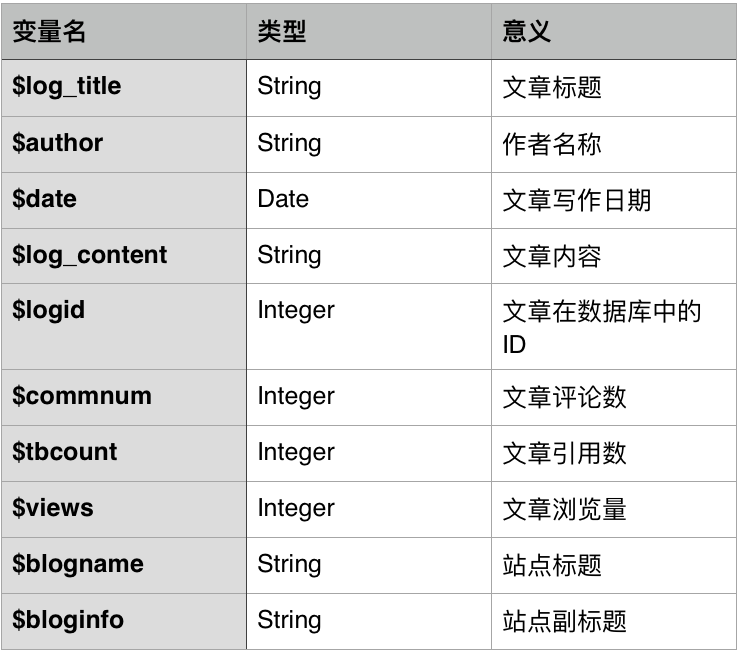 变量名 类型 意义
$log_title String 文章标题
$author String 作者名称
$date Date 文章写作日期
$log_content String 文章内容
$logid Integer 文章在数据库中的
ID
$commnum Integer 文章评论数
$tbcount Integer 文章引用数
$views Integer 文章浏览量
$blogname String 站点标题
$bloginfo String 站点副标题